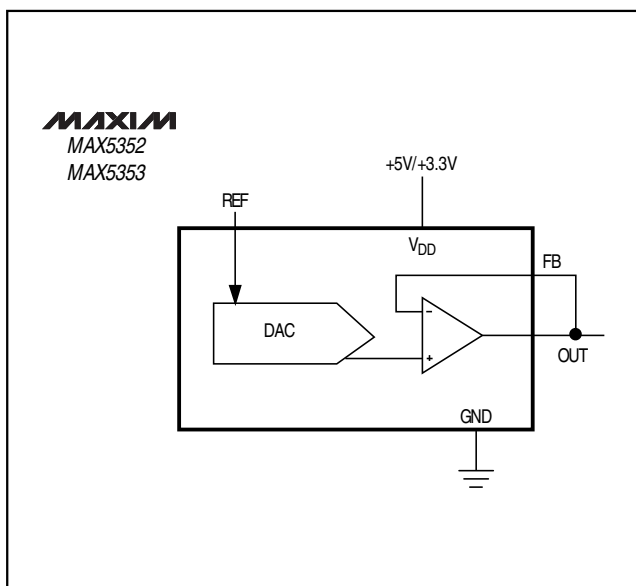 MAXIM
MAX5352
MAX5353
+5V/+3.3V
REF
VDD
FB
DAC
-
+
OUT
GND